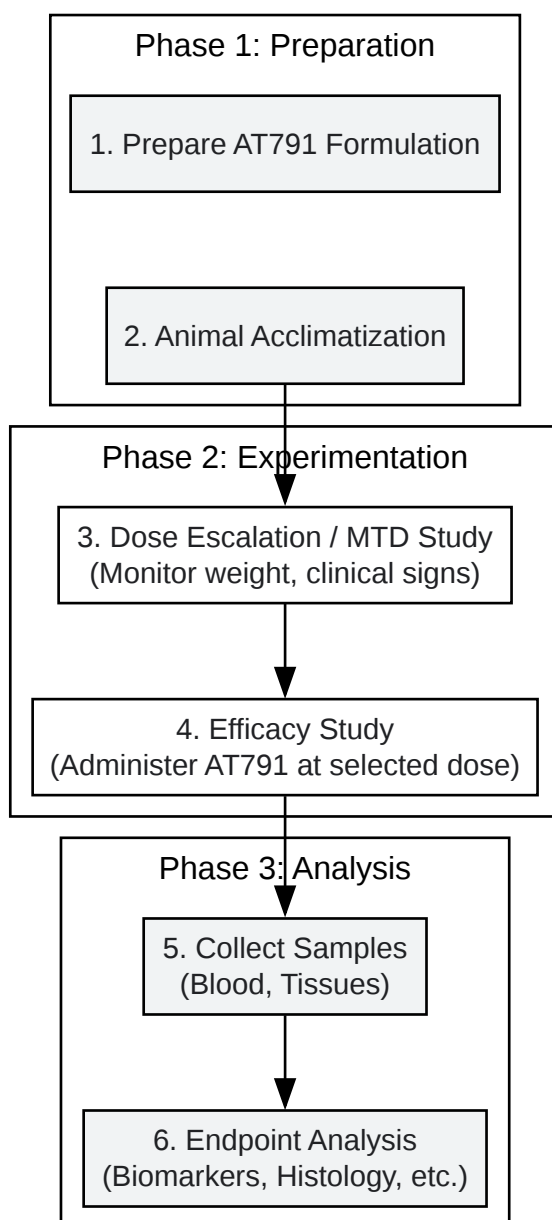 Phase 1: Preparation
1. Prepare AT791 Formulation
2. Animal Acclimatization
Phase 2: Experimentation
3. Dose Escalation / MTD Study
(Monitor weight, clinical signs)
4. Efficacy Study
(Administer AT791 at selected dose)
Phase 3: Analysis
5. Collect Samples
(Blood, Tissues)
6. Endpoint Analysis
(Biomarkers, Histology, etc.)